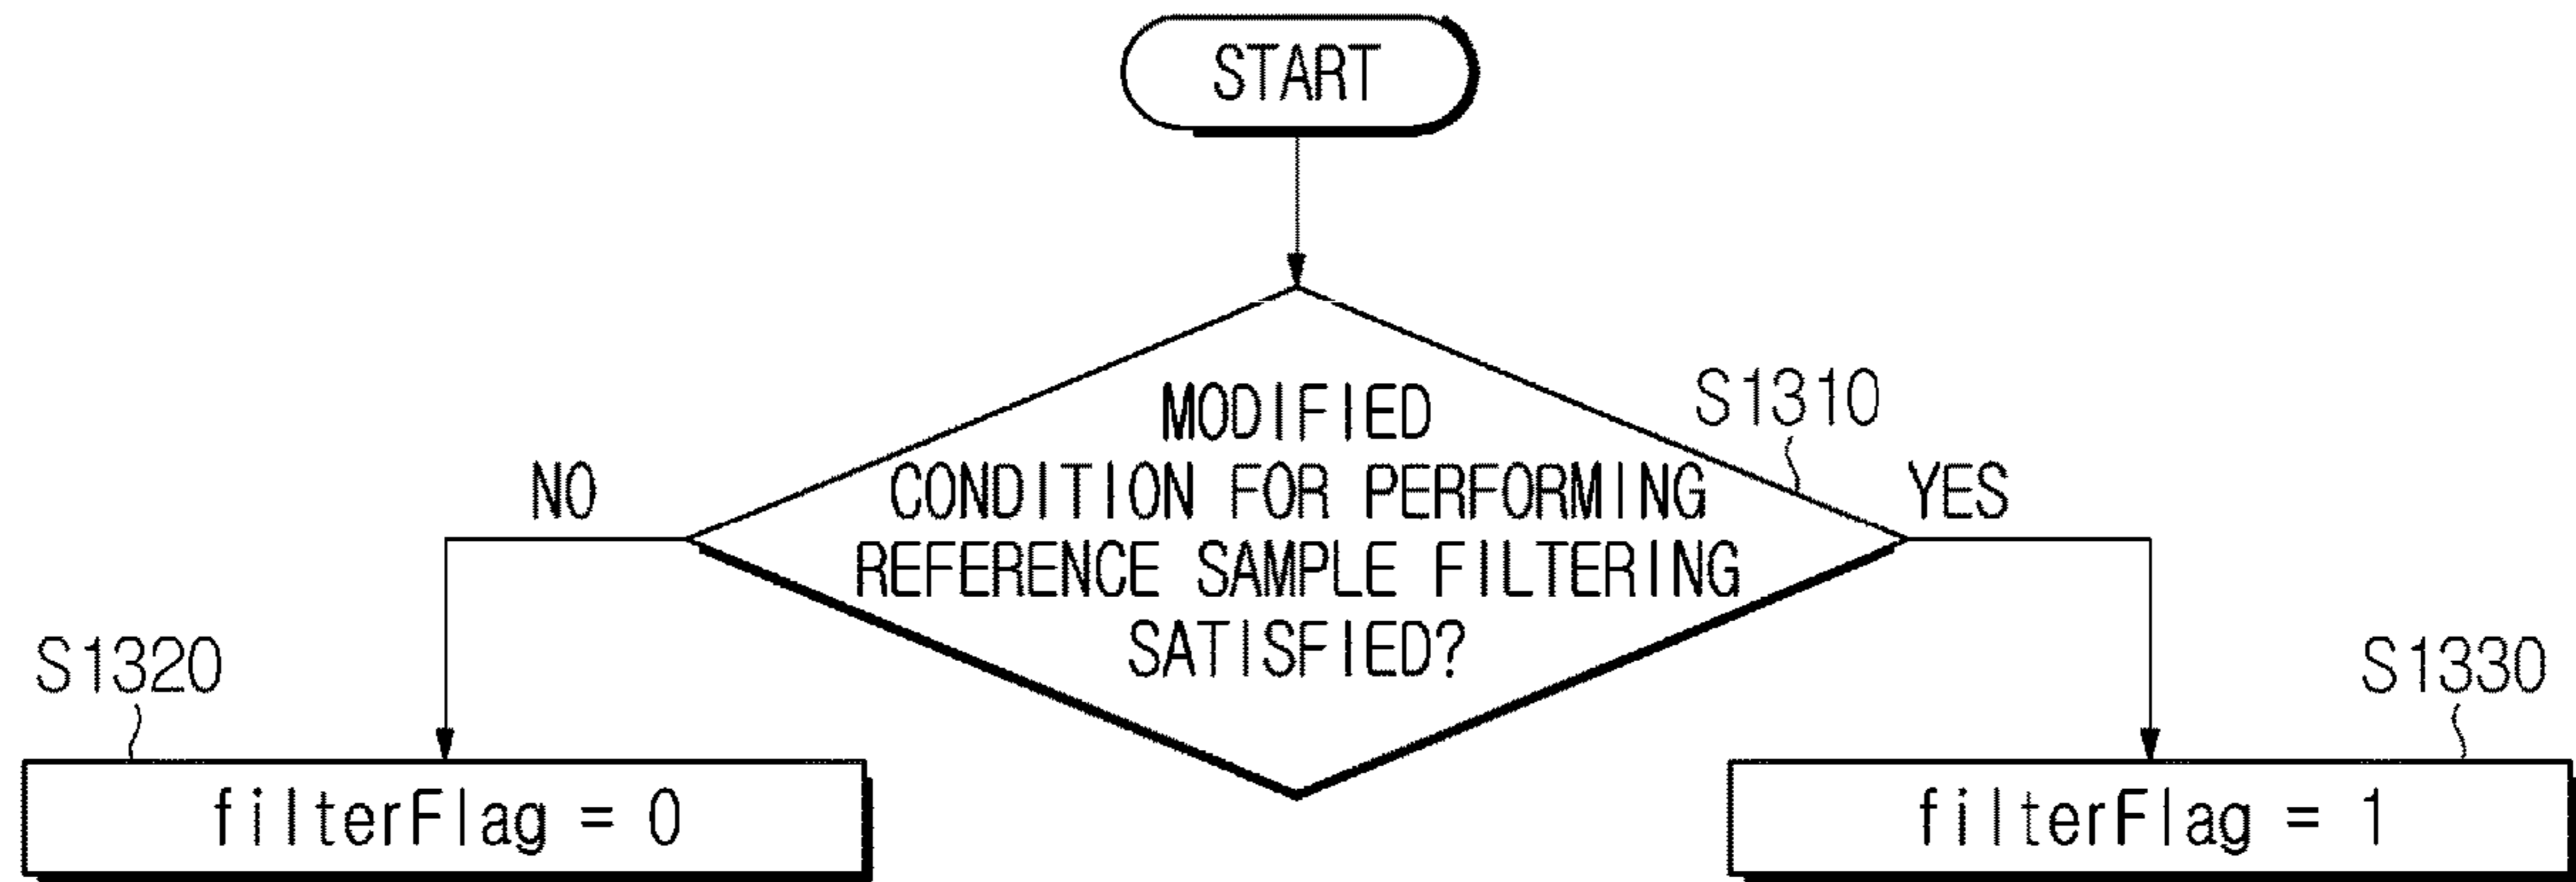 START
MODIFIED
S1310
NO
CONDITION FOR PERFORMING
YES
REFERENCE SAMPLE FILTERING
SATISFIED?
S1320
S1330
filterFlag = 0
filterFlag = 1